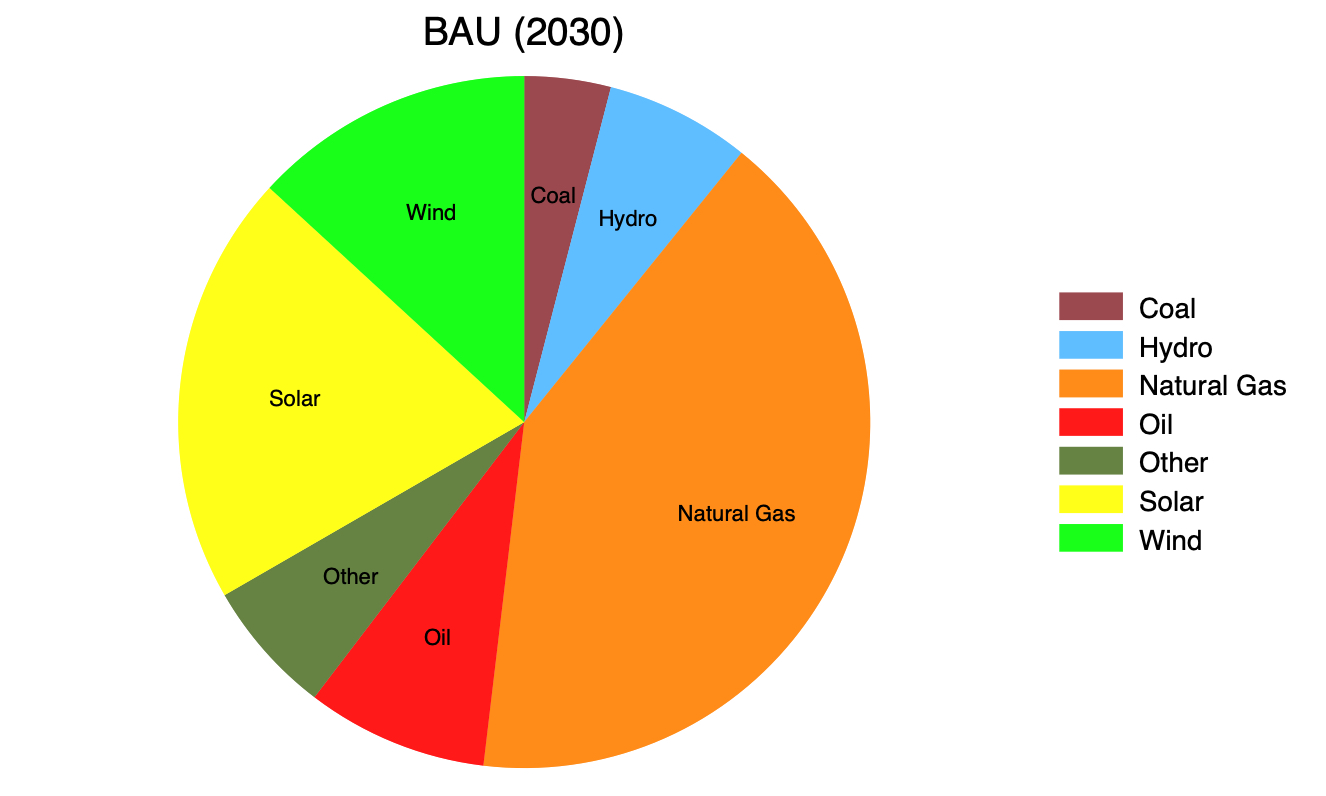 BAU (2030)
Coal
Hydro
Wind
Solar
Natural Gas
Other
Oil
Coal
Hydro
Natural Gas
Oil
Other
Solar
Wind